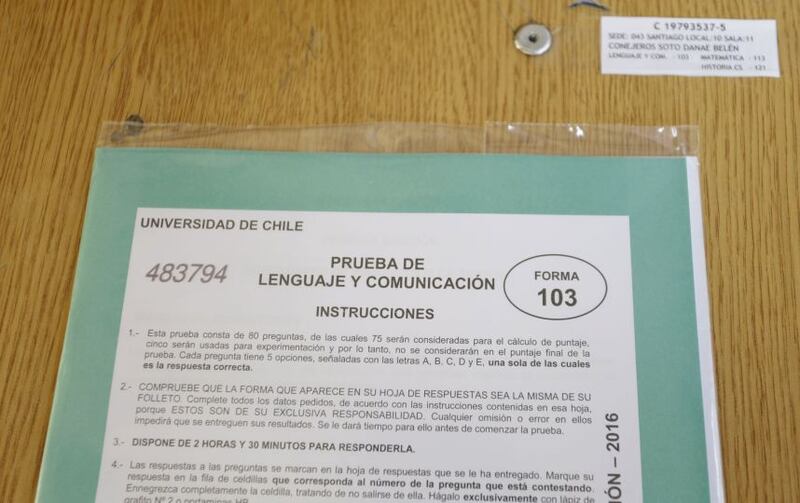 C 19793537-5
SEDE: 043 SANTIAGO LOCAL:10 SALA:11
CONEJEROS SOTO DANAE BELÉN
LENGUAJE Y COM. - 103 MATEMÁTICA - 113
HISTORIA CS. - 121
UNIVERSIDAD DE CHILE
483794
PRUEBA DE
LENGUAJE Y COMUNICACIÓN
FORMA
103
INSTRUCCIONES
1.- Esta prueba consta de 80 preguntas, de las cuales 75 serán consideradas para el cálculo de puntaje,
cinco serán usadas para experimentación y por lo tanto, no se considerarán en el puntaje final de la
prueba. Cada pregunta tiene 5 opciones, señaladas con las letras A, B, C, D y E, una sola de las cuales
es la respuesta correcta.
2.- COMPRUEBE QUE LA FORMA QUE APARECE EN SU HOJA DE RESPUESTAS SEA LA MISMA DE SU
FOLLETO. Complete todos los datos pedidos, de acuerdo con las instrucciones contenidas en esa hoja,
porque ESTOS SON DE SU EXCLUSIVA RESPONSABILIDAD. Cualquier omisión o error en ellos
impedirá que se entreguen sus resultados. Se le dará tiempo para ello antes de comenzar la prueba.
3.- DISPONE DE 2 HORAS Y 30 MINUTOS PARA RESPONDERLA.
4.- Las respuestas a las preguntas se marcan en la hoja de respuestas que se le ha entregado. Marque su
respuesta en la fila de celdillas que corresponda al número de la pregunta que está contestando.
Ennegrezca completamente la celdilla, tratando de no salirse de ella. Hágalo exclusivamente con lápiz de
grafito Nº 2 o portaminas HB.
IÓN – 2016